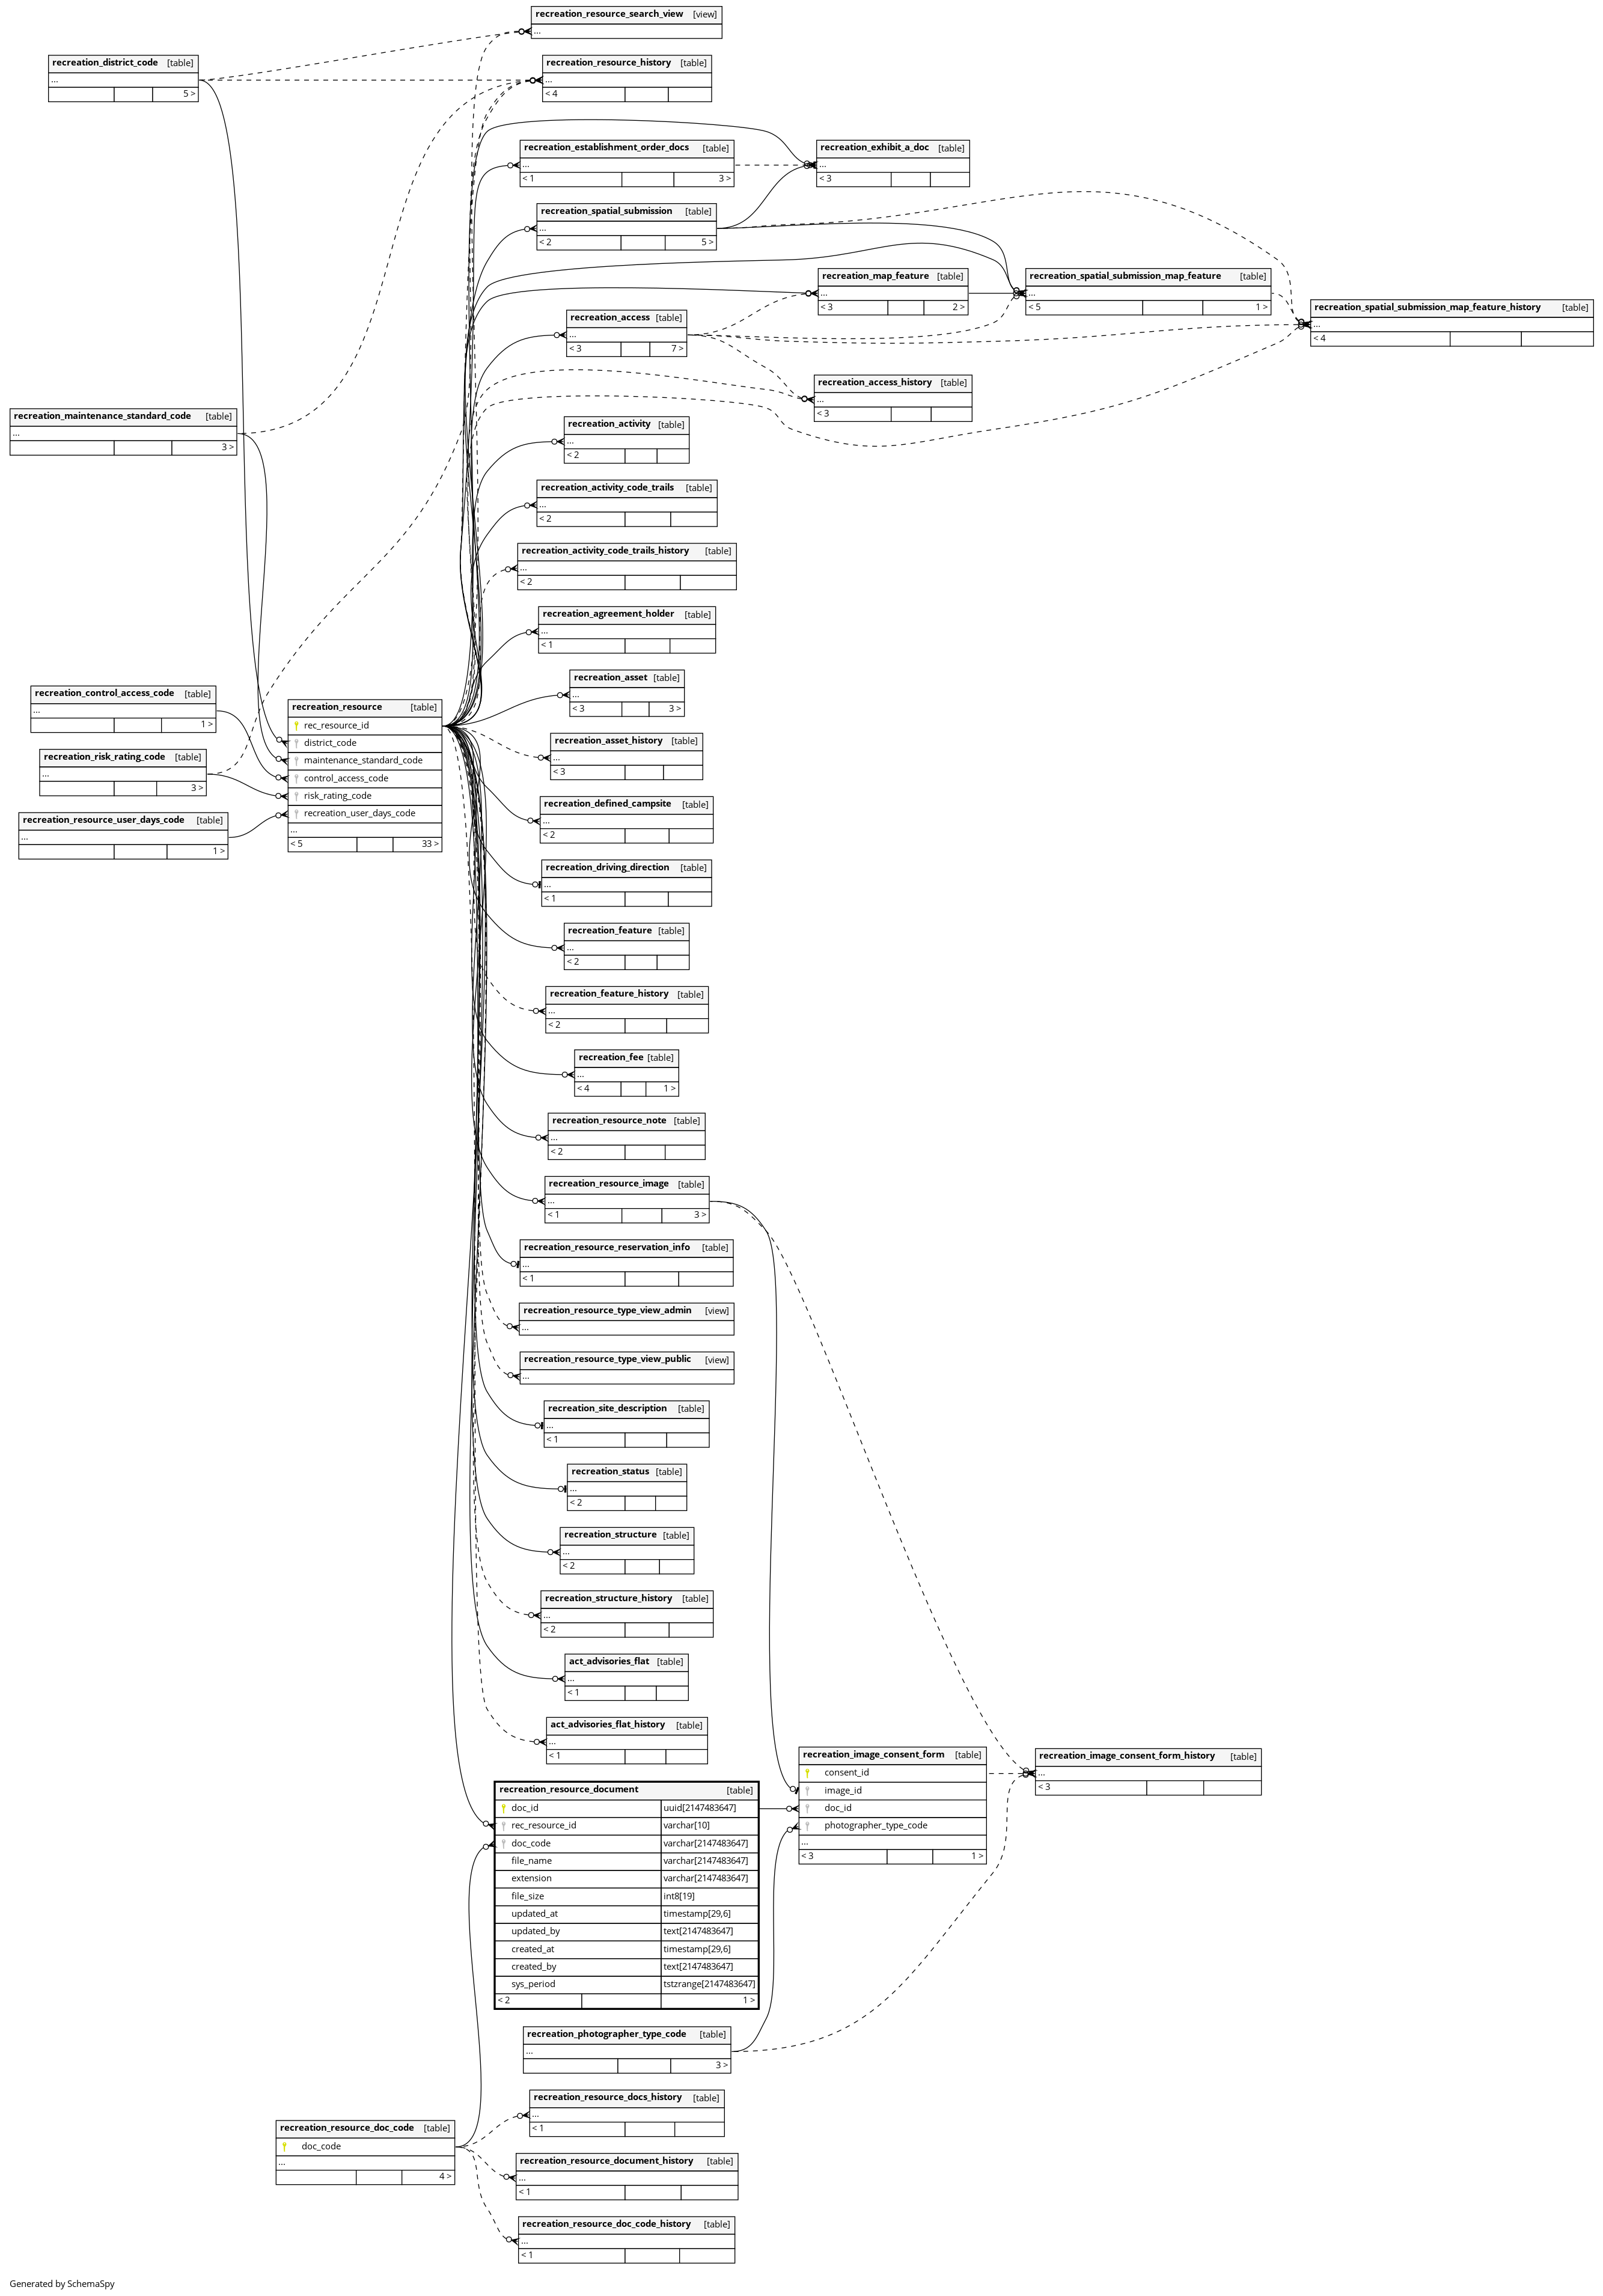 recreation_resource_search_view [view]
...
recreation_district_code [table]
...
5 >
recreation_resource_history [table]
...
< 4
recreation_establishment_order_docs [table]
...
< 1 3 >
recreation_exhibit_a_doc [table]
...
< 3
recreation_spatial_submission [table]
...
< 2 5 >
recreation_map_feature [table]
...
< 3 2 >
recreation_spatial_submission_map_feature [table]
...
< 5 1 >
recreation_spatial_submission_map_feature_history [table]
...
< 4
recreation_access [table]
...
< 3 7 >
recreation_access_history [table]
...
< 3
recreation_maintenance_standard_code [table]
...
3 >
recreation_activity [table]
...
< 2
recreation_activity_code_trails [table]
...
< 2
recreation_activity_code_trails_history [table]
...
< 2
recreation_agreement_holder [table]
...
< 1
recreation_asset [table]
...
< 3 3 >
recreation_control_access_code [table]
...
1 >
recreation_risk_rating_code [table]
...
3 >
recreation_resource_user_days_code [table]
...
1 >
recreation_resource [table]
rec_resource_id
district_code
maintenance_standard_code
control_access_code
risk_rating_code
recreation_user_days_code
...
< 5 33 >
recreation_asset_history [table]
...
< 3
recreation_defined_campsite [table]
...
< 2
recreation_driving_direction [table]
...
< 1
recreation_feature [table]
...
< 2
recreation_feature_history [table]
...
< 2
recreation_fee [table]
...
< 4 1 >
recreation_resource_note [table]
...
< 2
recreation_resource_image [table]
...
< 1 3 >
recreation_resource_reservation_info [table]
...
< 1
recreation_resource_type_view_admin [view]
...
recreation_resource_type_view_public [view]
...
recreation_site_description [table]
...
< 1
recreation_status [table]
...
< 2
recreation_structure [table]
...
< 2
recreation_structure_history [table]
...
< 2
act_advisories_flat [table]
...
< 1
act_advisories_flat_history [table]
...
< 1
recreation_image_consent_form [table]
consent_id
image_id
doc_id
photographer_type_code
...
< 3 1 >
recreation_image_consent_form_history [table]
...
< 3
recreation_resource_document [table]
doc_id uuid[2147483647]
rec_resource_id varchar[10]
doc_code varchar[2147483647]
file_name varchar[2147483647]
extension varchar[2147483647]
file_size int8[19]
updated_at timestamp[29,6]
updated_by text[2147483647]
created_at timestamp[29,6]
created_by text[2147483647]
sys_period tstzrange[2147483647]
< 2 1 >
recreation_photographer_type_code [table]
...
3 >
recreation_resource_docs_history [table]
...
< 1
recreation_resource_doc_code [table]
doc_code
...
4 >
recreation_resource_document_history [table]
...
< 1
recreation_resource_doc_code_history [table]
...
< 1
Generated by SchemaSpy